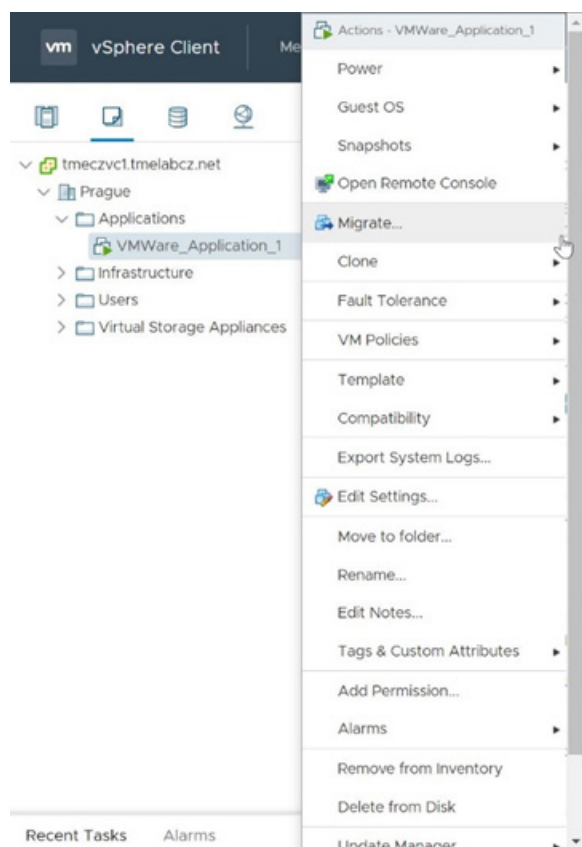 vm vSphere Client Me
tmeczvc1.tmelabcz.net
Prague
Applications
VMWare_Application_1
Infrastructure
Users
Virtual Storage Appliances
Recent Tasks Alarms
Actions - VMWare_Application_1
Power
Guest OS
Snapshots
Open Remote Console
Migrate...
Clone
Fault Tolerance
VM Policies
Template
Compatibility
Export System Logs...
Edit Settings...
Move to folder...
Rename...
Edit Notes...
Tags & Custom Attributes
Add Permission...
Alarms
Remove from Inventory
Delete from Disk
Update Manager